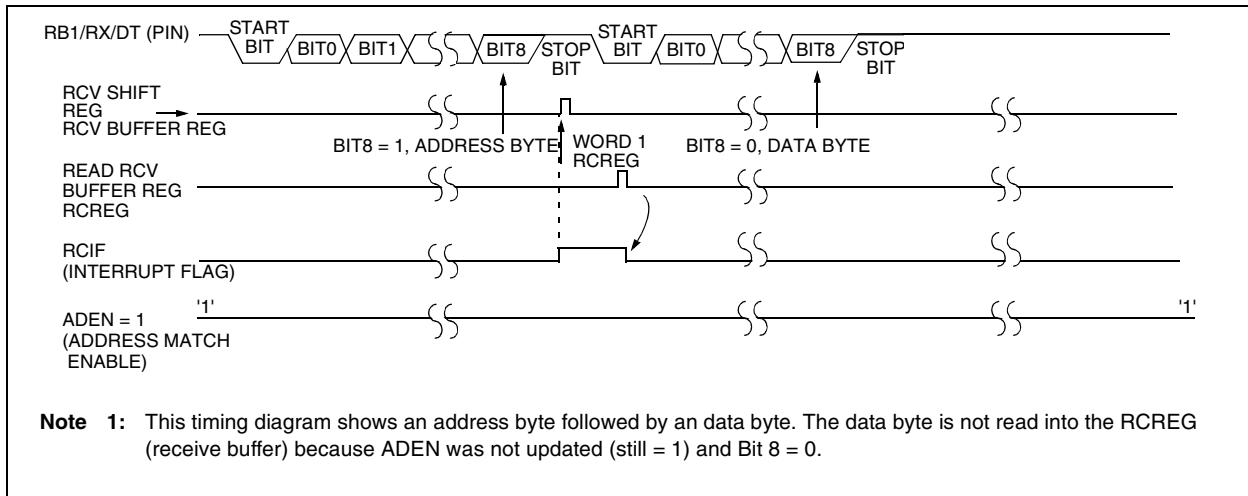 RB1/RX/DT (PIN)
START
BIT
BIT0
BIT1
BIT8
STOP
BIT
START
BIT
BIT0
BIT8
STOP
BIT
RCV SHIFT
REG
RCV BUFFER REG
BIT8 = 1, ADDRESS BYTE
WORD 1
RCREG
BIT8 = 0, DATA BYTE
READ RCV
BUFFER REG
RCREG
RCIF
(INTERRUPT FLAG)
'1'
'1'
ADEN = 1
(ADDRESS MATCH
ENABLE)
Note 1: This timing diagram shows an address byte followed by an data byte. The data byte is not read into the RCREG
(receive buffer) because ADEN was not updated (still = 1) and Bit 8 = 0.